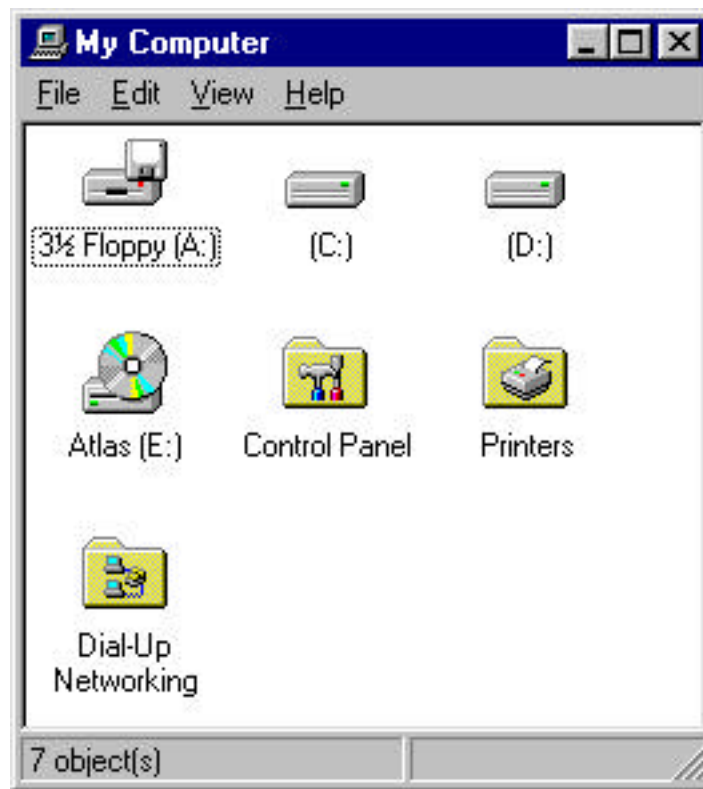 My Computer
File Edit View Help
3½ Floppy (A:) (C:) (D:)
Atlas (E:) Control Panel Printers
Dial-Up
Networking
7 object(s)